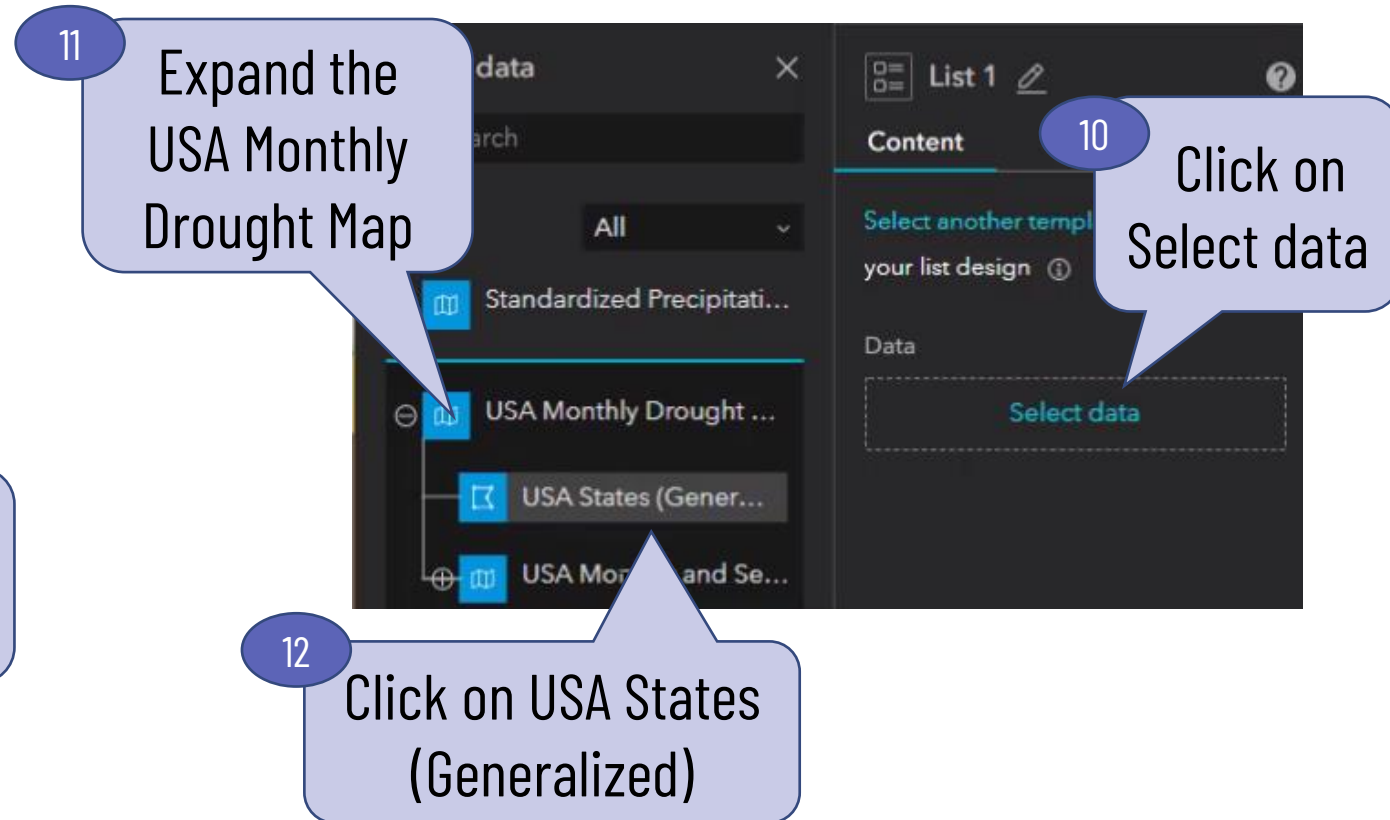 11
Expand the
USA Monthly
Drought Map
data
arch
All
Standardized Precipitati...
USA Monthly Drought ...
USA States (Gener...
USA Mon and Se...
List 1
Content
10
Click on
Select data
Select another templ
your list design
Data
Select data
12
Click on USA States
(Generalized)